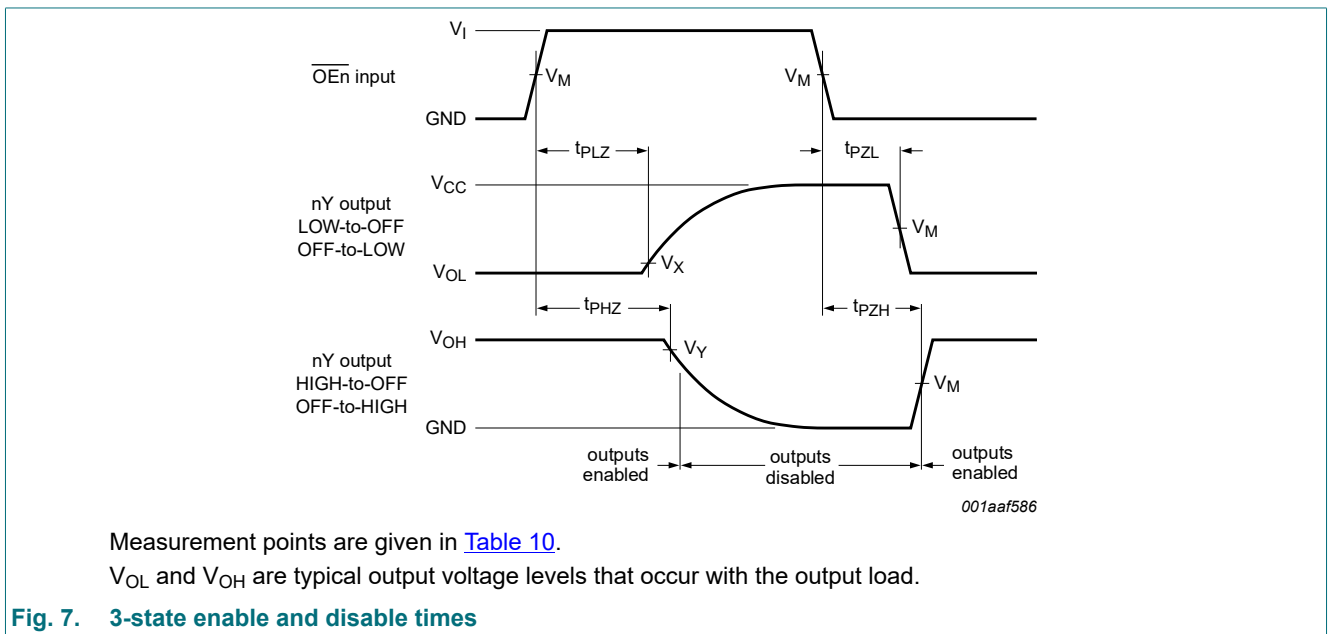 V_I
OEn input
V_M
V_M
GND
t_PLZ
t_PZL
V_CC
nY output
LOW-to-OFF
OFF-to-LOW
V_M
V_X
V_OL
t_PHZ
t_PZH
V_OH
V_Y
nY output
HIGH-to-OFF
OFF-to-HIGH
V_M
GND
outputs
enabled
outputs
disabled
outputs
enabled
001aaf586
Measurement points are given in Table 10.
V_OL and V_OH are typical output voltage levels that occur with the output load.
Fig. 7. 3-state enable and disable times